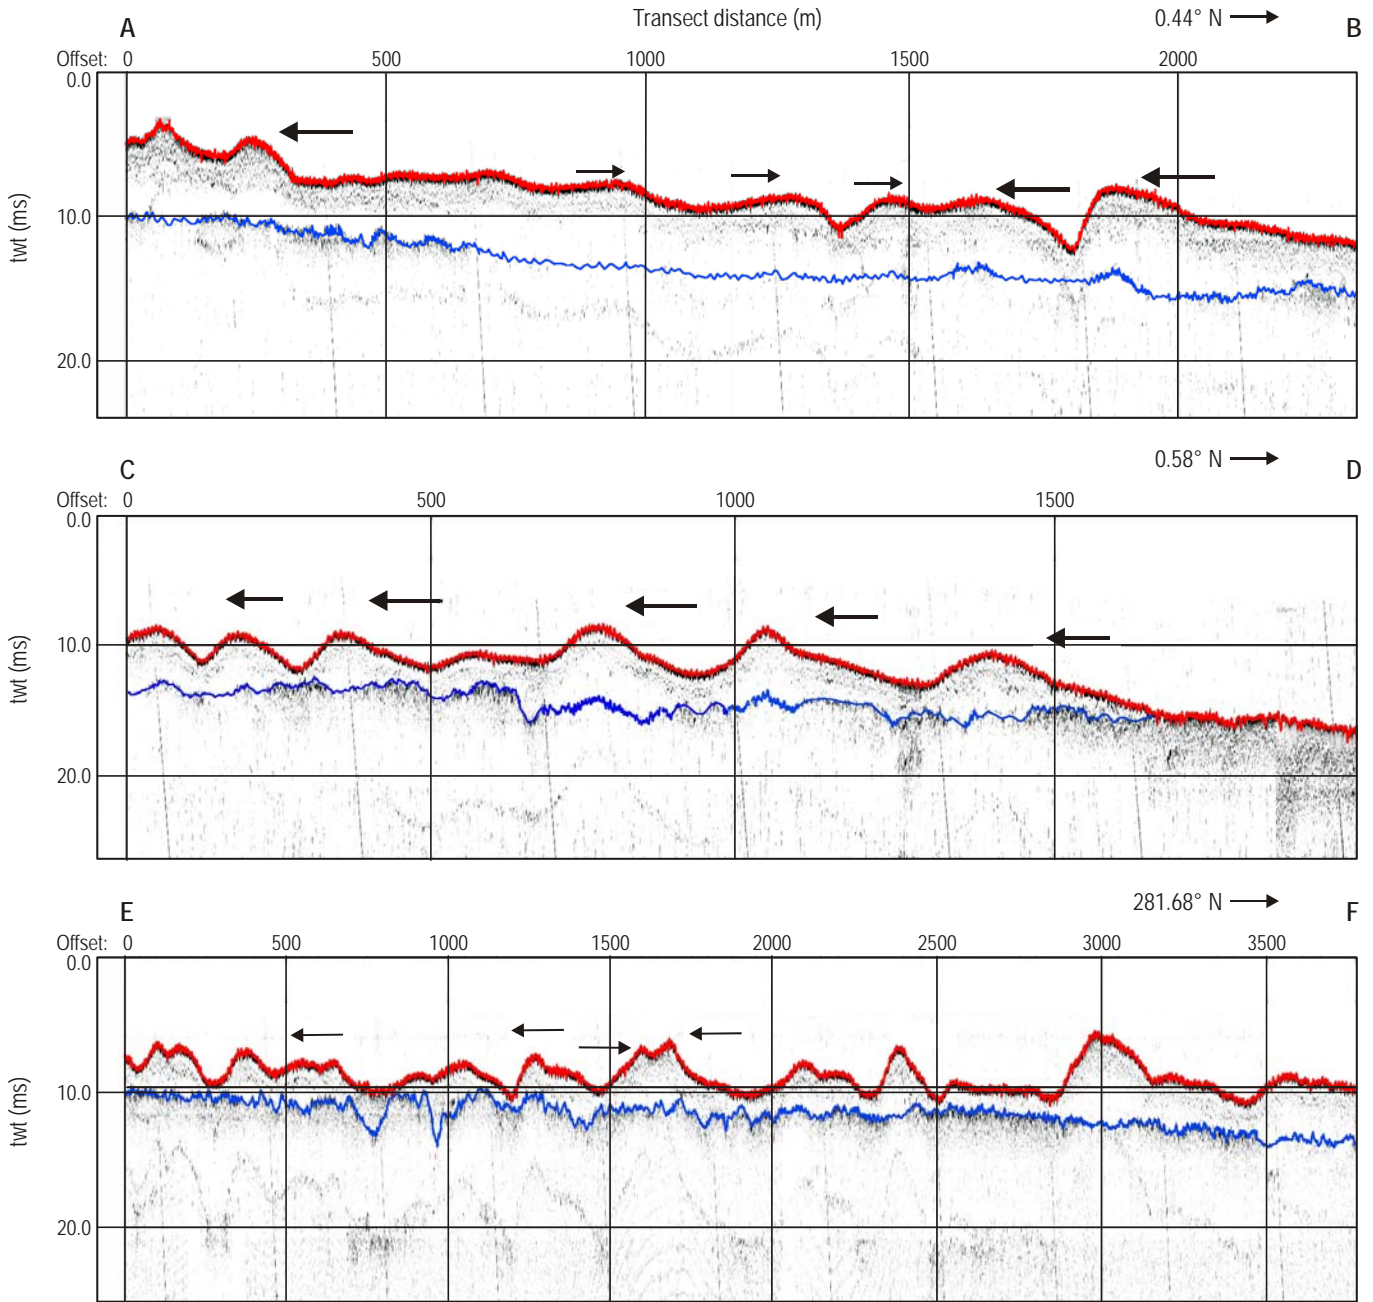 Transect distance (m)
A 0.44° N B
Offset: 0 500 1000 1500 2000
0.0
10.0
20.0
twt (ms)
C 0.58° N D
Offset: 0 500 1000 1500
0.0
10.0
20.0
twt (ms)
E 281.68° N F
Offset: 0 500 1000 1500 2000 2500 3000 3500
0.0
10.0
20.0
twt (ms)